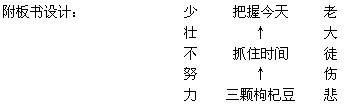 附板书设计： 少 把握今天 老
壮 ↑ 大
不 抓住时间 徒
努 ↑ 伤
力 三颗枸杞豆 悲